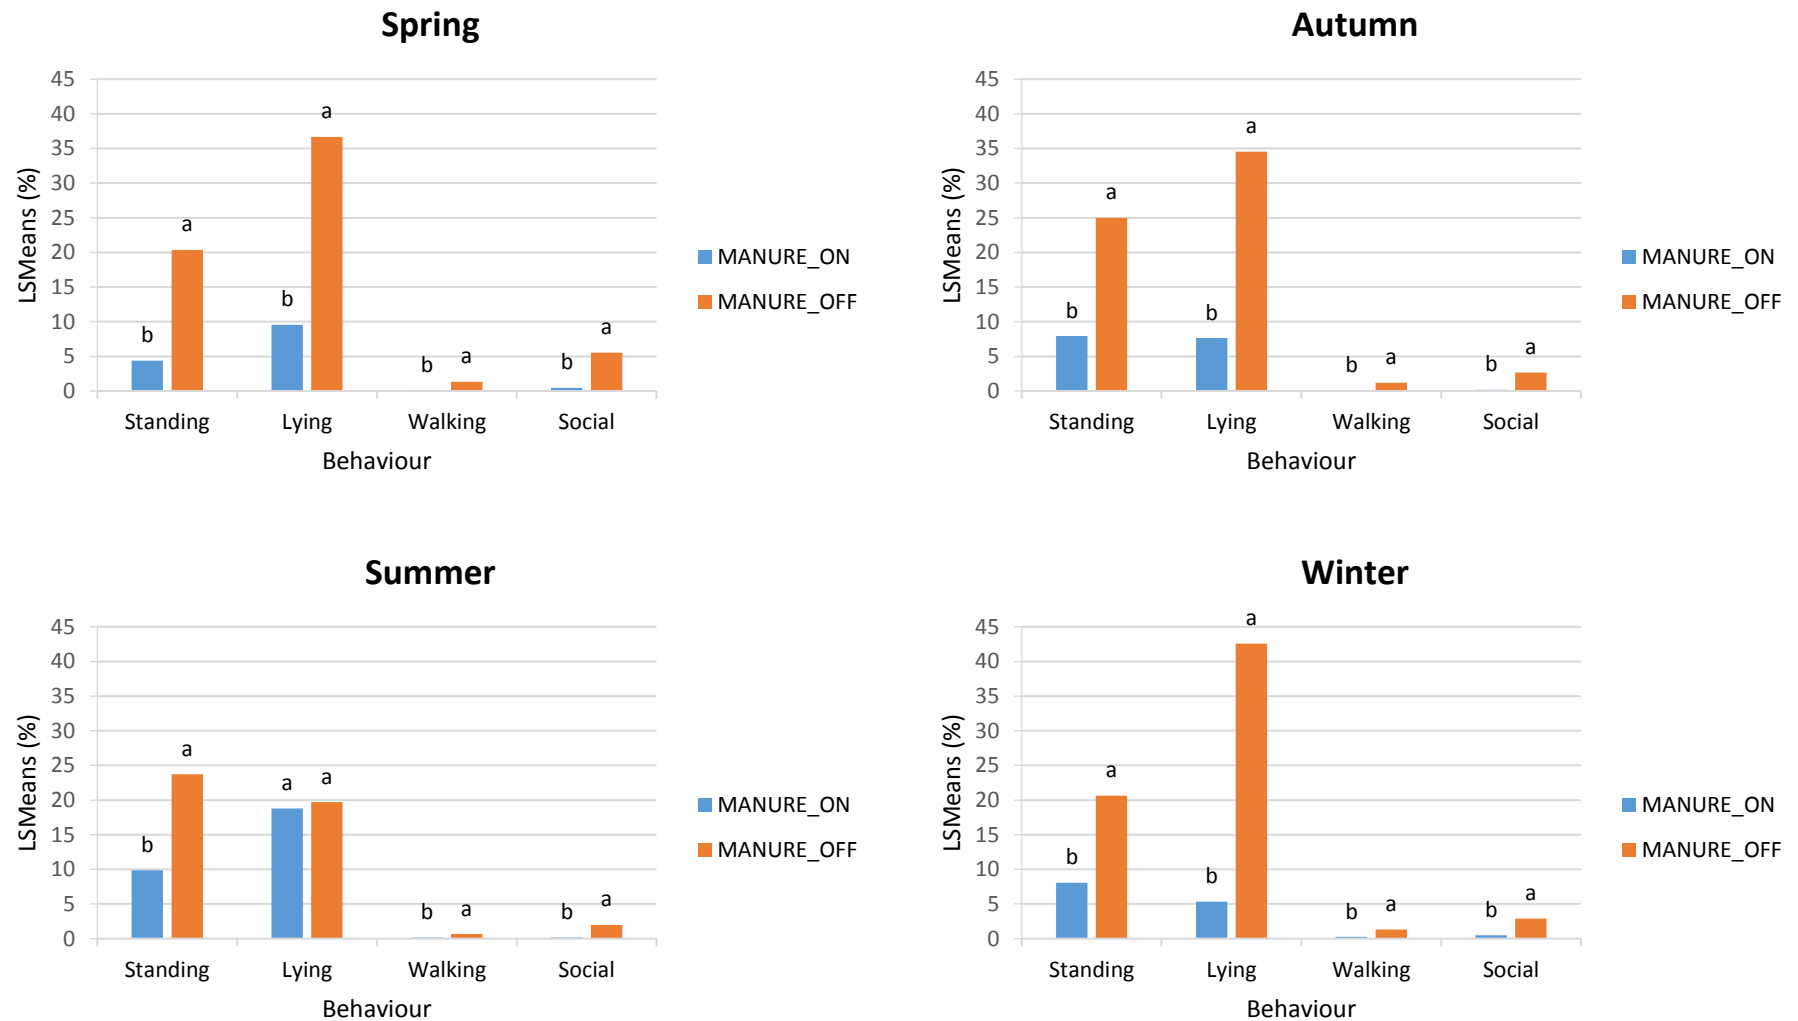 Spring
45
40
35
30
25
20
15
10
5
0
LSMeans (%)
b a b a b a b a
Standing Lying Walking Social
Behaviour
MANURE_ON
MANURE_OFF
Autumn
45
40
35
30
25
20
15
10
5
0
LSMeans (%)
b a b a b a b a
Standing Lying Walking Social
Behaviour
MANURE_ON
MANURE_OFF
Summer
45
40
35
30
25
20
15
10
5
0
LSMeans (%)
b a a a b a b a
Standing Lying Walking Social
Behaviour
MANURE_ON
MANURE_OFF
Winter
45
40
35
30
25
20
15
10
5
0
LSMeans (%)
b a b a b a b a
Standing Lying Walking Social
Behaviour
MANURE_ON
MANURE_OFF